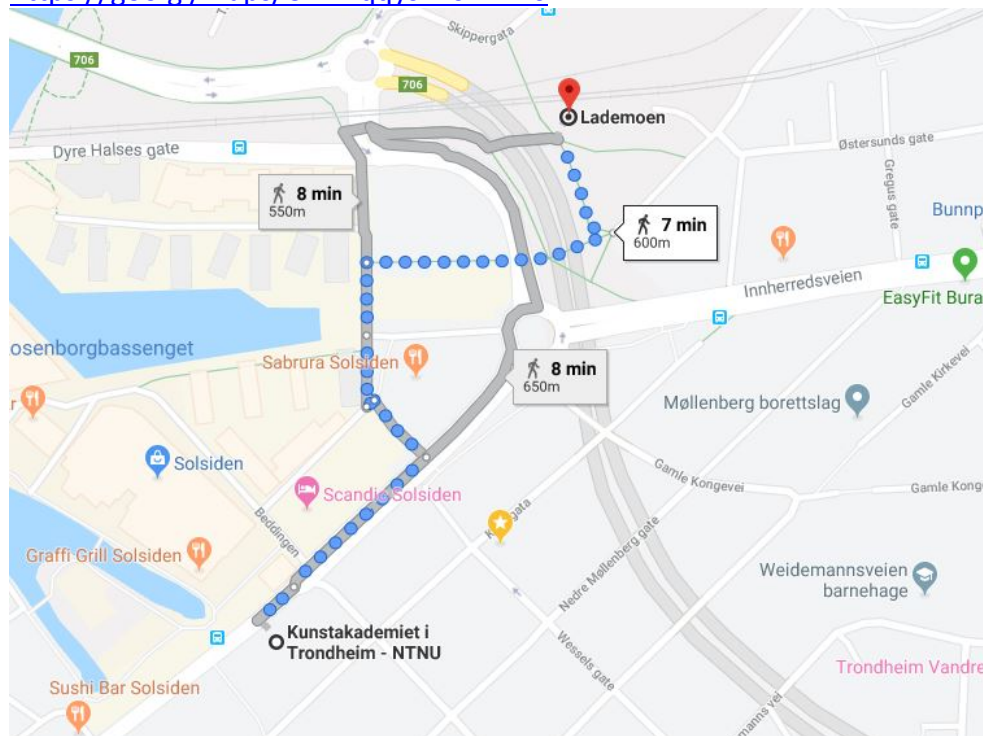 Skippergata
706
706
Lademoen
Dyre Halses gate
Østersunds gate
8 min
550m
Gregus gate
7 min
600m
Bunnp
Innherredsveien
EasyFit Bura
osenborgbassenget
Sabrura Solsiden
8 min
650m
Gamle Kirkevei
Møllenberg borettslag
Solsiden
Gamle Kongevei
Gamle Kong
Scandic Solsiden
Beddingen
Graffi Grill Solsiden
Nedre Møllenberg gate
Weidemannsveien
barnehage
Kunstakademiet i
Trondheim - NTNU
Wessels gate
Trondheim Vandre
Sushi Bar Solsiden
manns vei